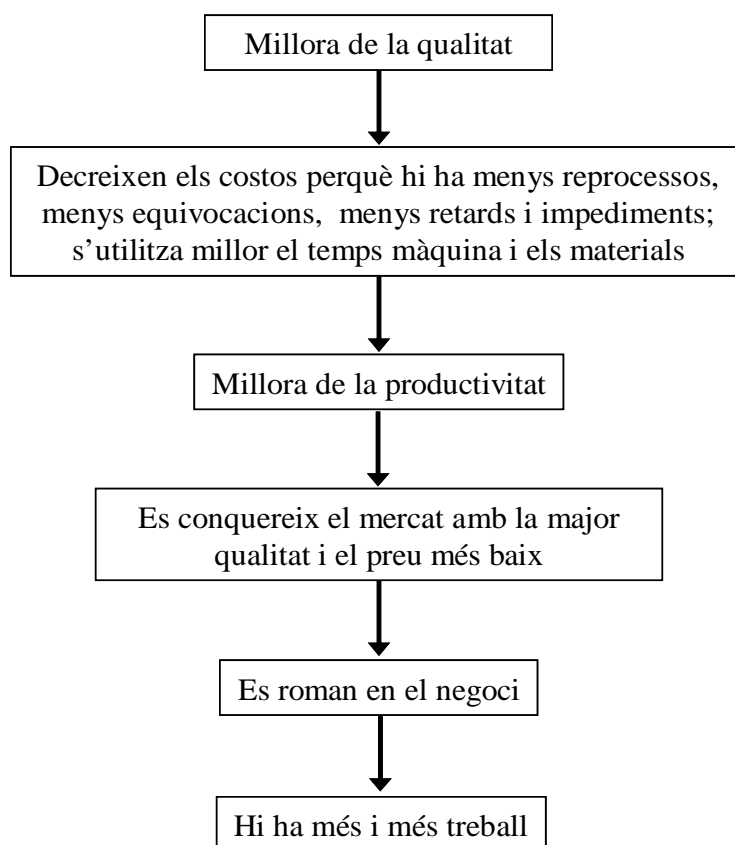 Millora de la qualitat
Decreixen els costos perquè hi ha menys reprocessos,
menys equivocacions, menys retards i impediments;
s’utilitza millor el temps màquina i els materials
Millora de la productivitat
Es conquereix el mercat amb la major
qualitat i el preu més baix
Es roman en el negoci
Hi ha més i més treball